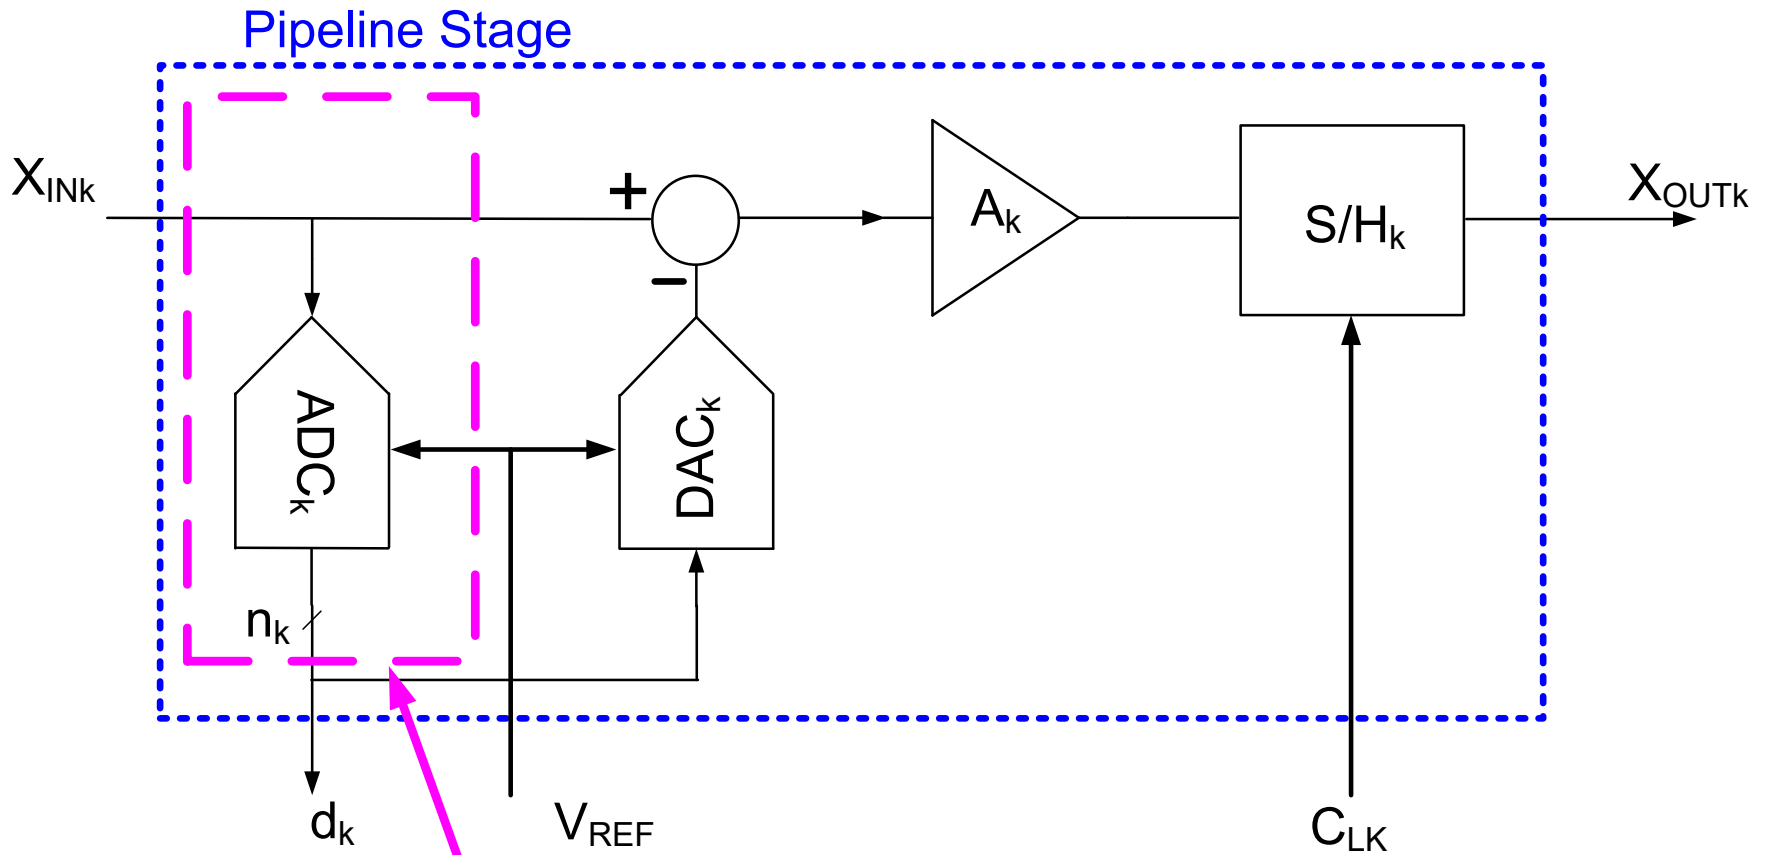 Pipeline Stage
XINk
+
Ak
S/Hk
XOUTk
−
ADCk
DACk
nk
dk
VREF
CLK